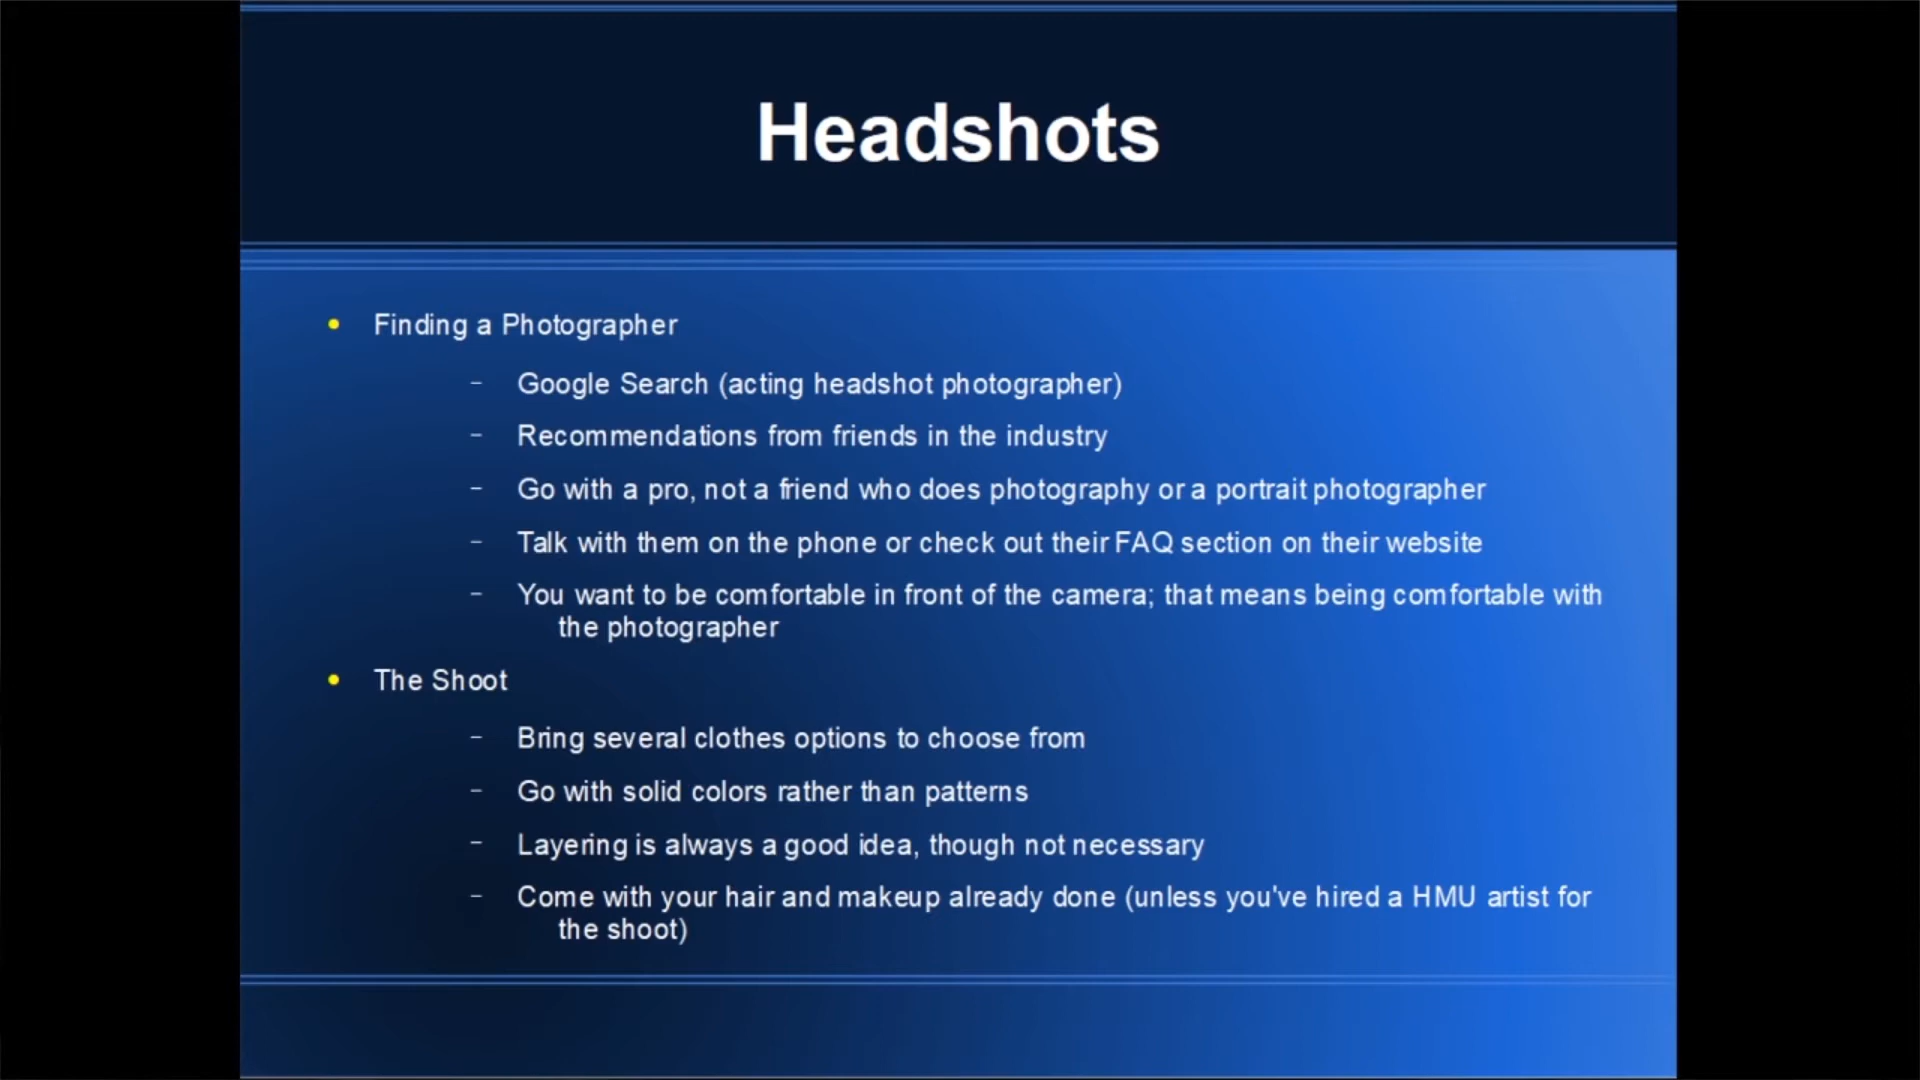 Headshots
• Finding a Photographer
– Google Search (acting headshot photographer)
– Recommendations from friends in the industry
– Go with a pro, not a friend who does photography or a portrait photographer
– Talk with them on the phone or check out their FAQ section on their website
– You want to be comfortable in front of the camera; that means being comfortable with
the photographer
• The Shoot
– Bring several clothes options to choose from
– Go with solid colors rather than patterns
– Layering is always a good idea, though not necessary
– Come with your hair and makeup already done (unless you've hired a HMU artist for
the shoot)